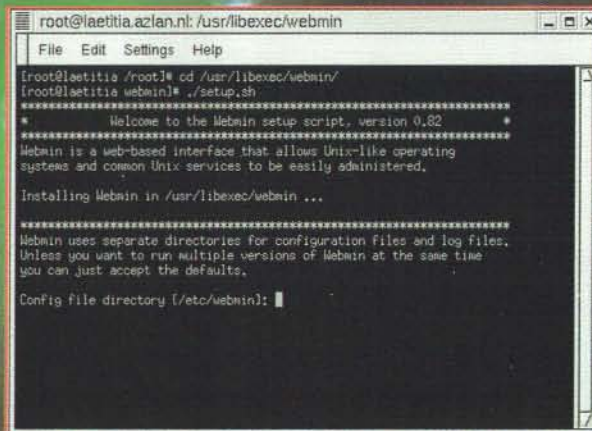 root@laetitia.azlan.nl: /usr/libexec/webmin
File Edit Settings Help
[root@laetitia /root]# cd /usr/libexec/webmin/
[root@laetitia webmin]# ./setup.sh
***********************************************************************
* Welcome to the Webmin setup script, version 0.82 *
***********************************************************************
Webmin is a web-based interface that allows Unix-like operating
systems and common Unix services to be easily administered.
Installing Webmin in /usr/libexec/webmin ...
***********************************************************************
Webmin uses separate directories for configuration files and log files.
Unless you want to run multiple versions of Webmin at the same time
you can just accept the defaults.
Config file directory [/etc/webmin]: